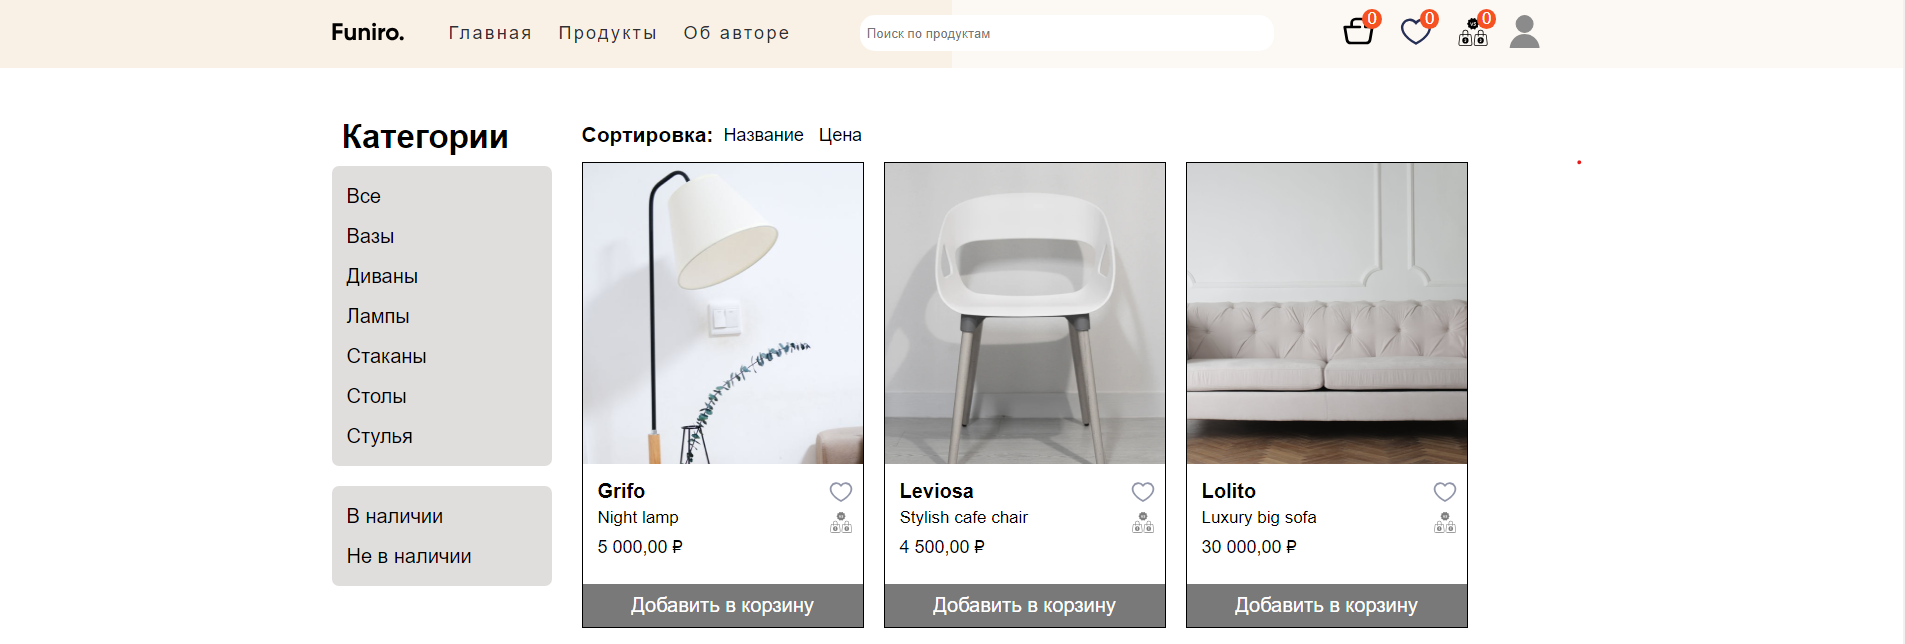 Funiro. Главная Продукты Об авторе Поиск по продуктам 0 0 0
Категории
Все
Вазы
Диваны
Лампы
Стаканы
Столы
Стулья
В наличии
Не в наличии
Сортировка: Название Цена
Grifo
Night lamp
5 000,00 ₽
Добавить в корзину
Leviosa
Stylish cafe chair
4 500,00 ₽
Добавить в корзину
Lolito
Luxury big sofa
30 000,00 ₽
Добавить в корзину